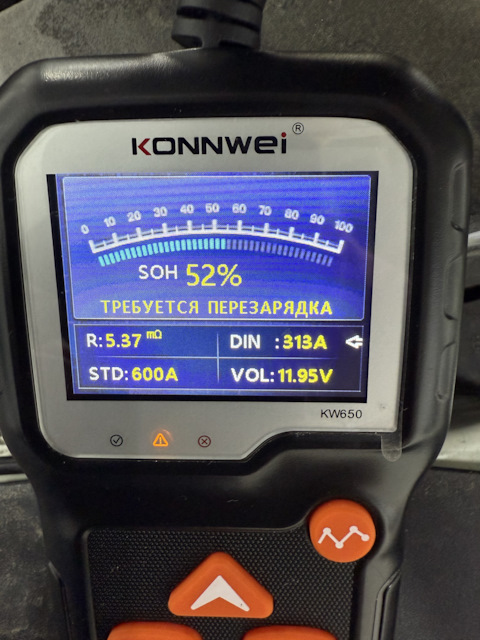 KONNWEI®
0 10 20 30 40 50 60 70 80 90 100
SOH 52%
ТРЕБУЕТСЯ ПЕРЕЗАРЯДКА
R:5.37 mΩ DIN :313A
STD:600A VOL:11.95V
KW650